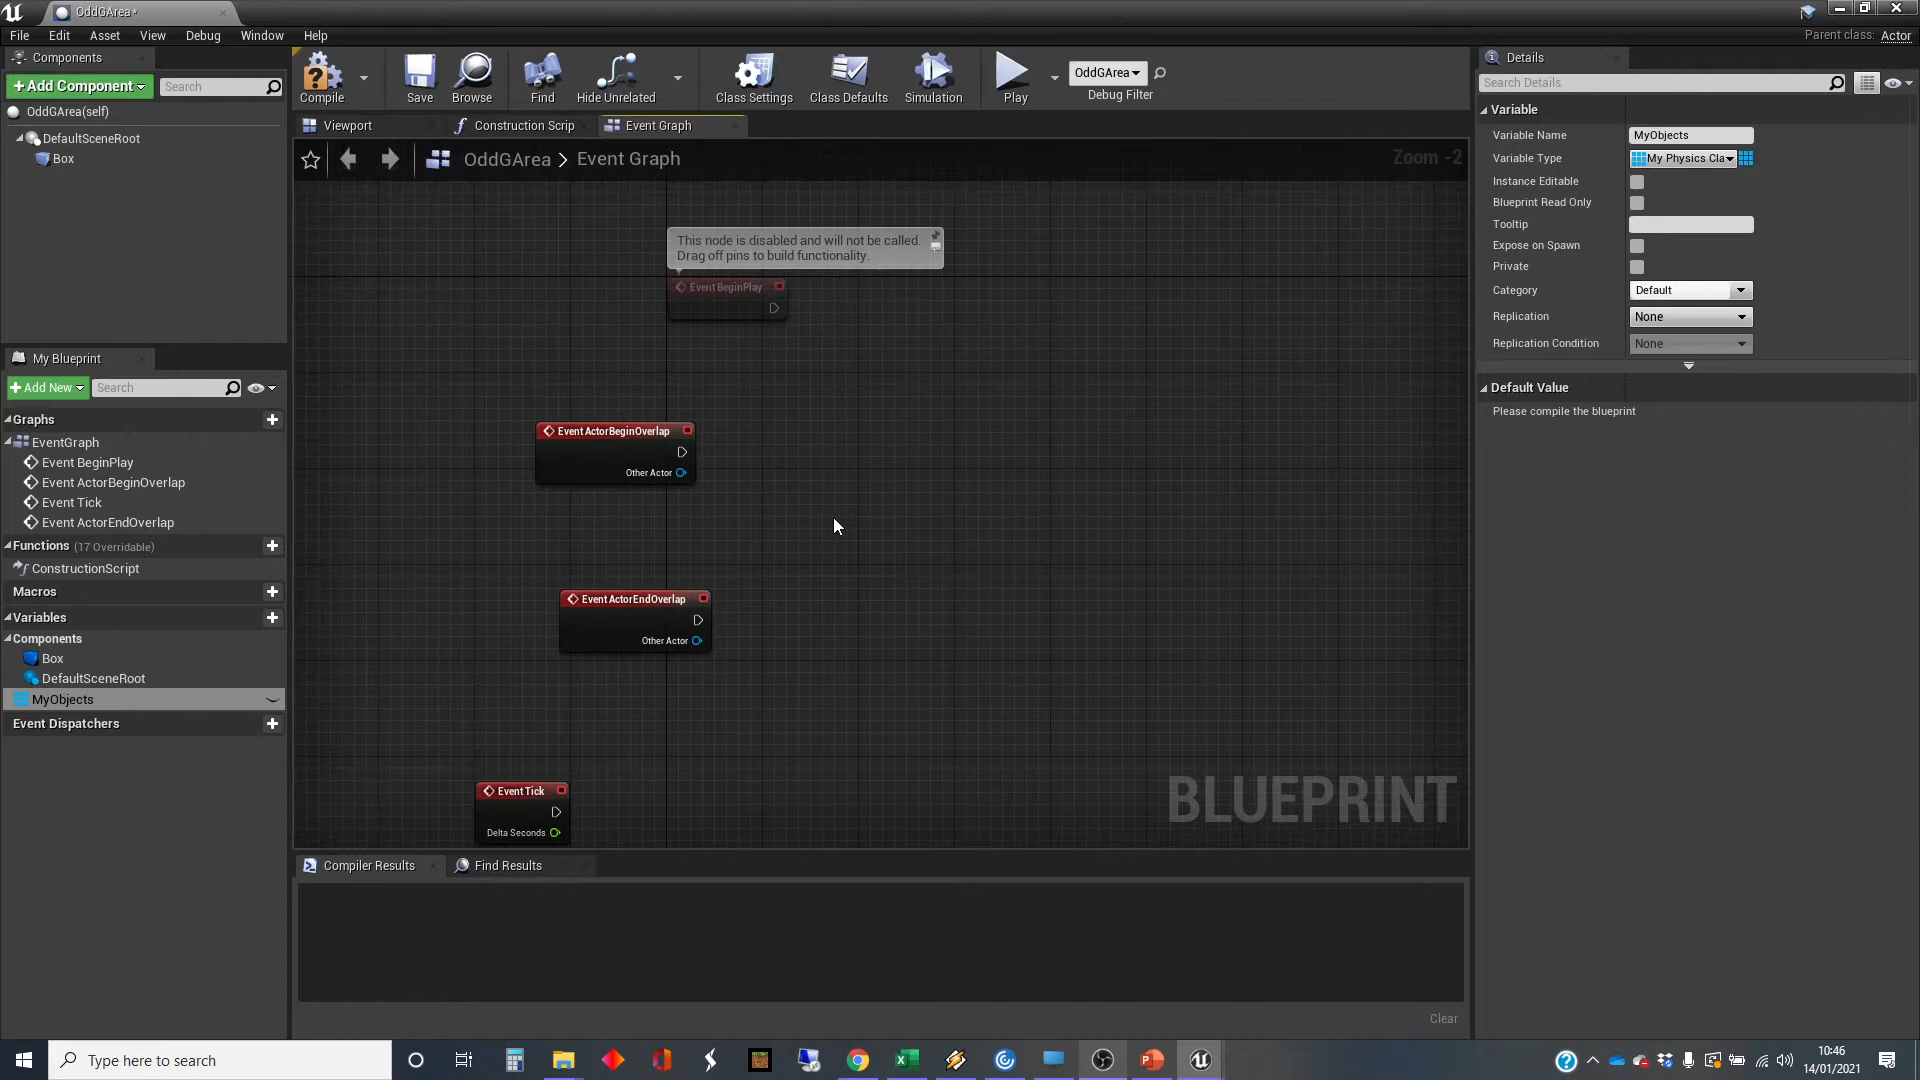 OddGArea*
File Edit Asset View Debug Window Help
Parent class: Actor
Components
+ Add Component
Search
OddGArea(self)
DefaultSceneRoot
Box
My Blueprint
+ Add New
Search
Graphs
EventGraph
Event BeginPlay
Event ActorBeginOverlap
Event Tick
Event ActorEndOverlap
Functions (17 Overridable)
ConstructionScript
Macros
Variables
Components
Box
DefaultSceneRoot
MyObjects
Event Dispatchers
Compile
Save
Browse
Find
Hide Unrelated
Class Settings
Class Defaults
Simulation
Play
OddGArea
Debug Filter
Viewport
Construction Scrip
Event Graph
OddGArea > Event Graph
Zoom -2
This node is disabled and will not be called.
Drag off pins to build functionality.
Event BeginPlay
Event ActorBeginOverlap
Other Actor
Event ActorEndOverlap
Other Actor
Event Tick
Delta Seconds
BLUEPRINT
Compiler Results
Find Results
Clear
Details
Search Details
Variable
Variable Name MyObjects
Variable Type My Physics Cla
Instance Editable
Blueprint Read Only
Tooltip
Expose on Spawn
Private
Category Default
Replication None
Replication Condition None
Default Value
Please compile the blueprint
Type here to search
10:46
14/01/2021